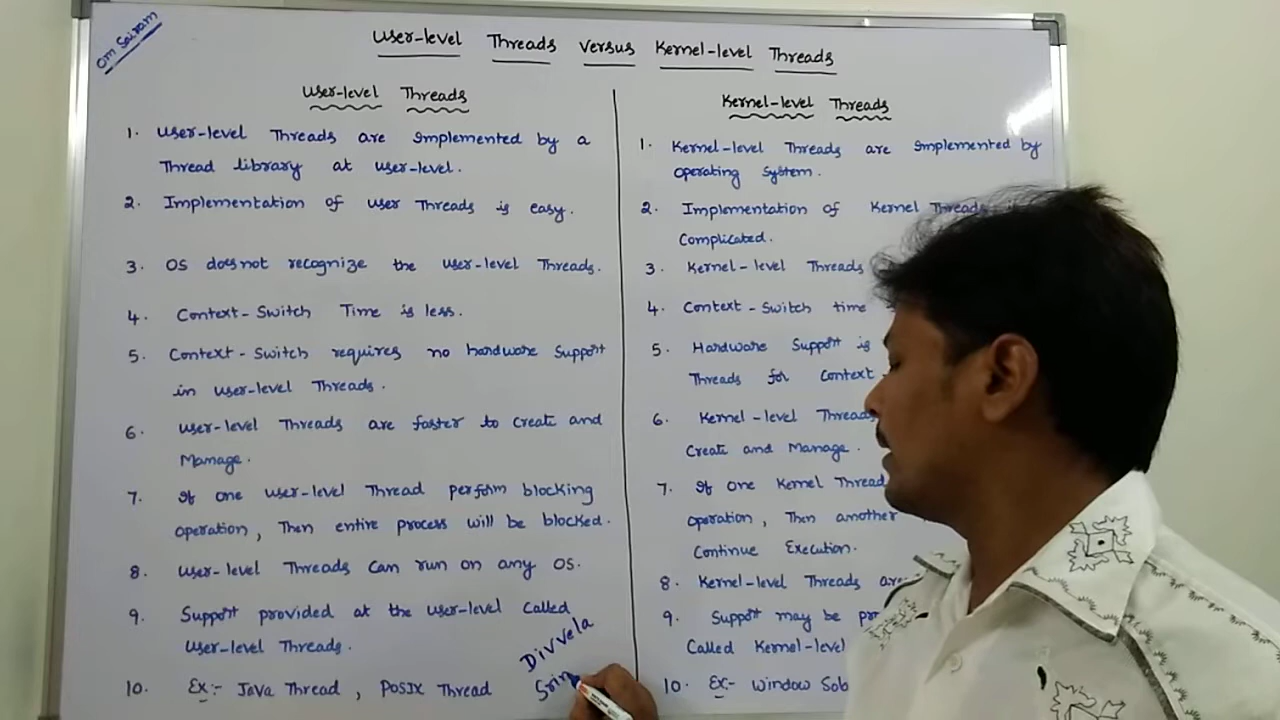 Om Sairam
User-level Threads versus Kernel-level Threads
User-level Threads
1. User-level Threads are Implemented by a
Thread library at user-level.
2. Implementation of user Threads is easy.
3. OS doesnot recognize the user-level Threads.
4. Context-Switch Time is less.
5. Context-Switch requires no hardware Support
in user-level Threads.
6. User-level Threads are faster to Create and
Manage.
7. If one user-level Thread perform blocking
operation, Then entire process will be blocked.
8. User-level Threads Can run on any OS.
9. Support provided at the user-level Called
User-level Threads.
10. Ex:- Java Thread, POSIX Thread
Divvela
Kernel-level Threads
1. Kernel-level Threads are Implemented by
Operating System.
2. Implementation of Kernel Threads
Complicated.
3. Kernel-level Threads
4. Context-Switch time
5. Hardware Support is
Threads for Context
6. Kernel-level Threads
Create and Manage.
7. If one Kernel Thread
operation, Then another
Continue Execution.
8. Kernel-level Threads are
9. Support may be
Called Kernel-level
10. Ex:- Window